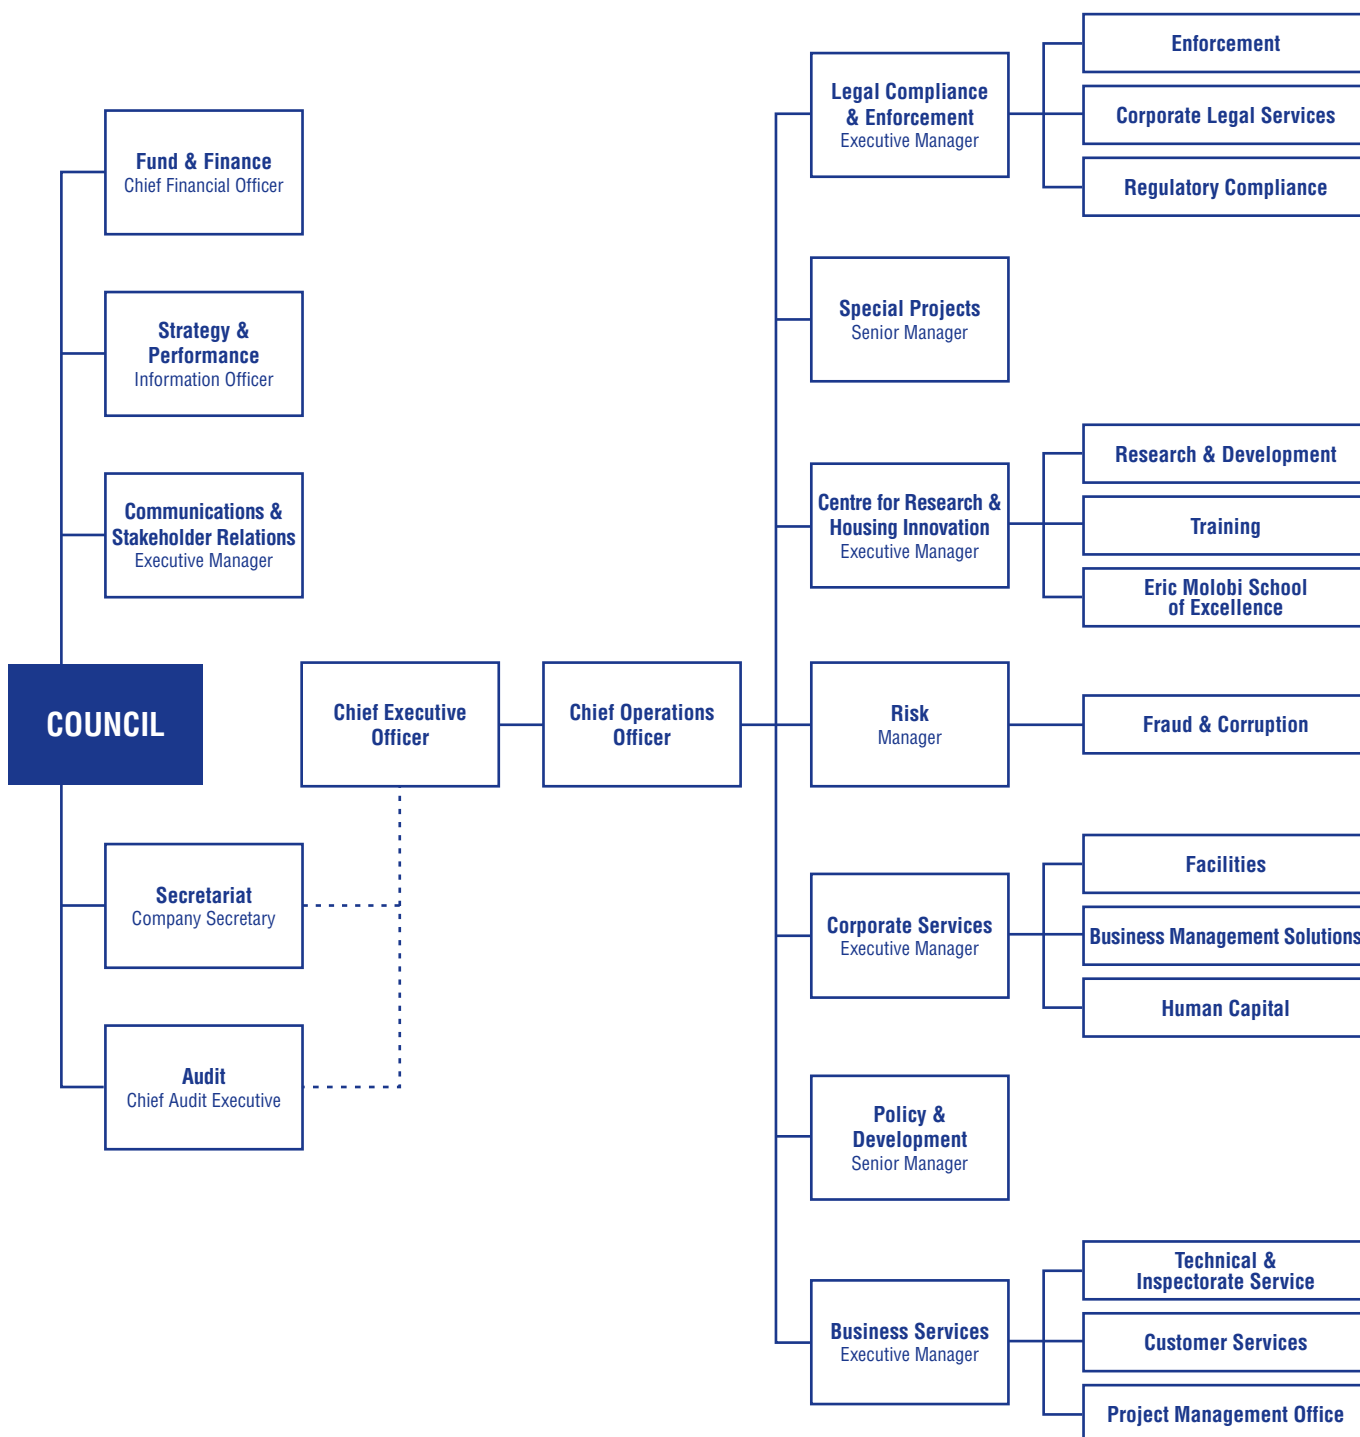 Fund & Finance
Chief Financial Officer
Strategy &
Performance
Information Officer
Communications &
Stakeholder Relations
Executive Manager
COUNCIL
Secretariat
Company Secretary
Audit
Chief Audit Executive
Chief Executive
Officer
Chief Operations
Officer
Legal Compliance
& Enforcement
Executive Manager
Enforcement
Corporate Legal Services
Regulatory Compliance
Special Projects
Senior Manager
Centre for Research &
Housing Innovation
Executive Manager
Research & Development
Training
Eric Molobi School
of Excellence
Risk
Manager
Fraud & Corruption
Corporate Services
Executive Manager
Facilities
Business Management Solutions
Human Capital
Policy &
Development
Senior Manager
Business Services
Executive Manager
Technical &
Inspectorate Service
Customer Services
Project Management Office